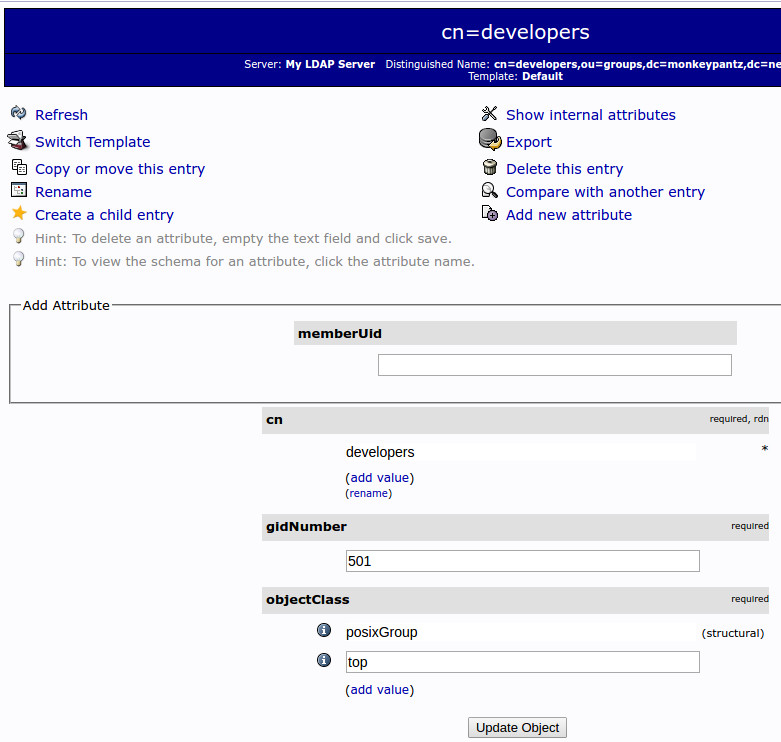 cn=developers
Server: My LDAP Server Distinguished Name: cn=developers,ou=groups,dc=monkeypantz,dc=ne
Template: Default
Refresh
Show internal attributes
Switch Template
Export
Copy or move this entry
Delete this entry
Rename
Compare with another entry
Create a child entry
Add new attribute
Hint: To delete an attribute, empty the text field and click save.
Hint: To view the schema for an attribute, click the attribute name.
Add Attribute
memberUid
cn required, rdn
developers *
(add value)
(rename)
gidNumber required
501
objectClass required
posixGroup (structural)
top
(add value)
Update Object